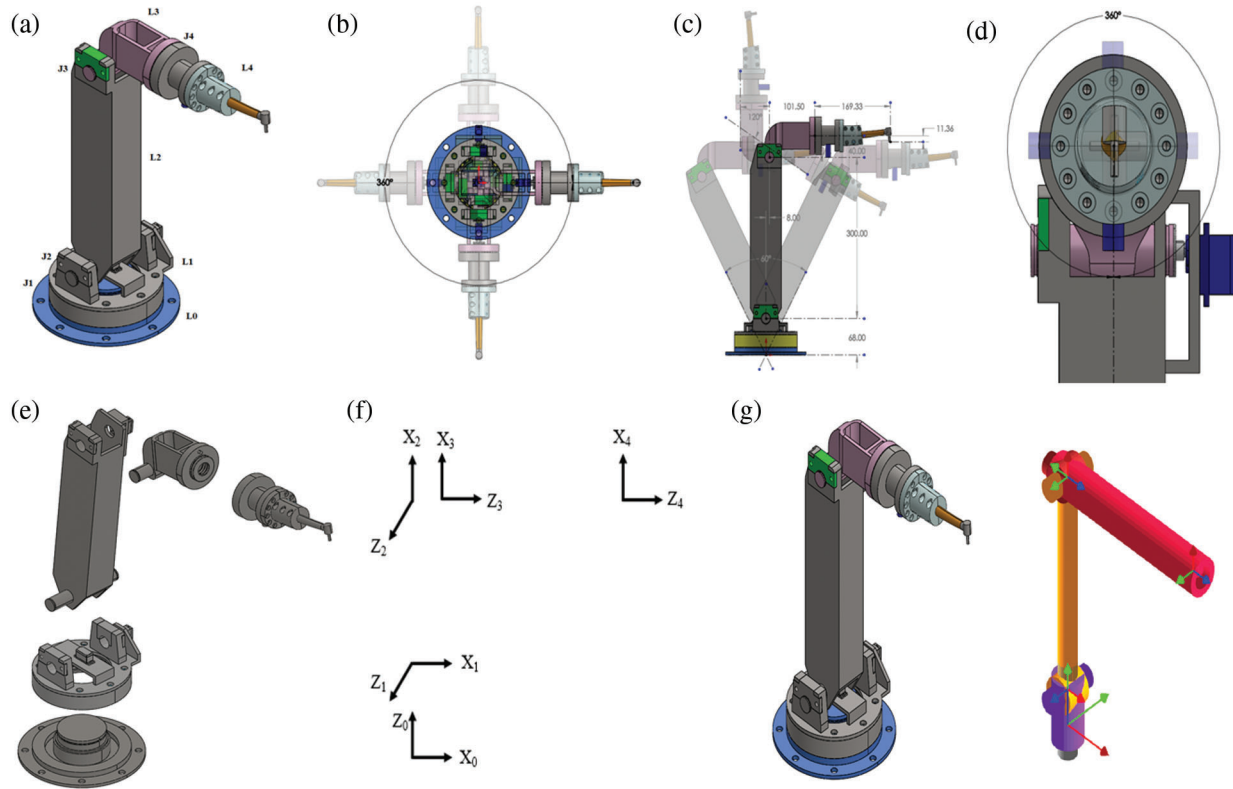 (a)
L3
J4
J3
L4
L2
J2
L1
J1
L0
(b)
360°
(c)
101.50
169.33
120°
11.36
40.00
8.00
300.00
60°
68.00
(d)
360°
(e)
(f)
X2
X3
X4
Z3
Z4
Z2
X1
Z1
Z0
X0
(g)